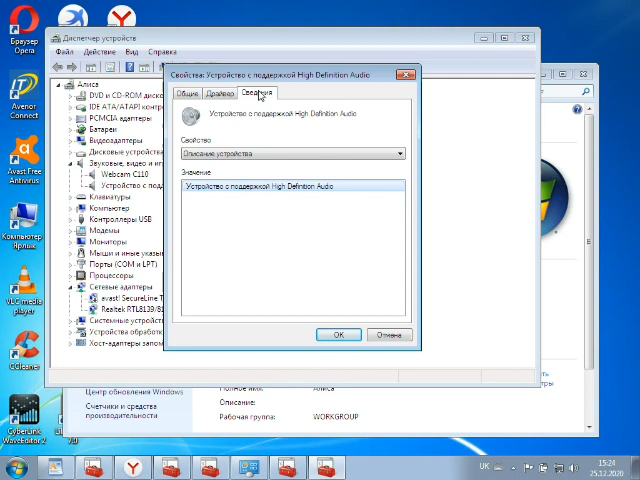 Браузер
Opera
Avenor
Connect
Avast Free
Antivirus
Компьютер
Ярлык
VLC media
player
CCleaner
CyberLink
WaveEditor 2
Диспетчер устройств
Файл Действие Вид Справка
Алиса
DVD и CD-ROM диско
IDE ATA/ATAPI контро
PCMCIA адаптеры
Батареи
Видеоадаптеры
Дисковые устройства
Звуковые, видео и иг
Webcam C110
Устройство с подд
Клавиатуры
Компьютер
Контроллеры USB
Модемы
Мониторы
Мыши и иные указы
Порты (COM и LPT)
Процессоры
Сетевые адаптеры
avast! SecureLine T
Realtek RTL8139/81
Системные устройст
Устройства обработк
Хост-адаптеры запом
Свойства: Устройство с поддержкой High Definition Audio
Общие Драйвер Сведения
Устройство с поддержкой High Definition Audio
Свойство
Описание устройства
Значение
Устройство с поддержкой High Definition Audio
OK Отмена
Центр обновления Windows
Счетчики и средства
производительности
Полное имя: Алиса
Описание:
Рабочая группа: WORKGROUP
UK
15:24
25.12.2020